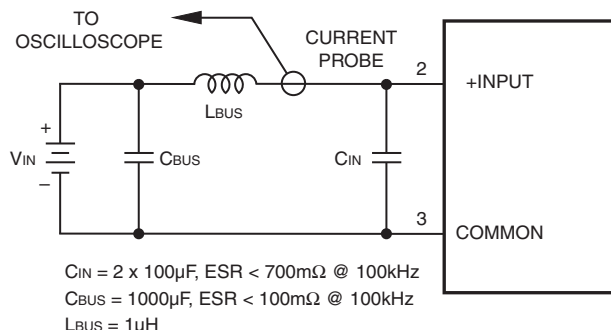 TO
OSCILLOSCOPE
CURRENT
PROBE
2
+INPUT
LBUS
+
VIN
–
CBUS
CIN
3
COMMON
CIN = 2 x 100µF, ESR < 700mΩ @ 100kHz
CBUS = 1000µF, ESR < 100mΩ @ 100kHz
LBUS = 1µH